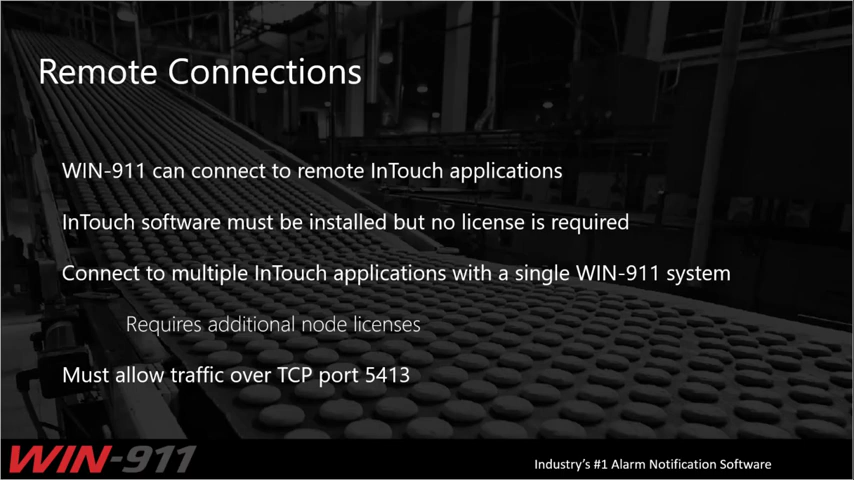 Remote Connections
WIN-911 can connect to remote InTouch applications
InTouch software must be installed but no license is required
Connect to multiple InTouch applications with a single WIN-911 system
Requires additional node licenses
Must allow traffic over TCP port 5413
WIN-911
Industry's #1 Alarm Notification Software